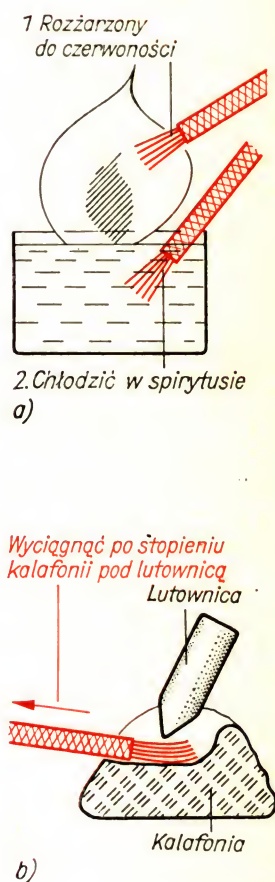 1 Rozżarzony
do czerwoności
2. Chłodzić w spirytusie
a)
Wyciągnąć po stopieniu
kalafonii pod lutownicą
Lutownica
Kalafonia
b)